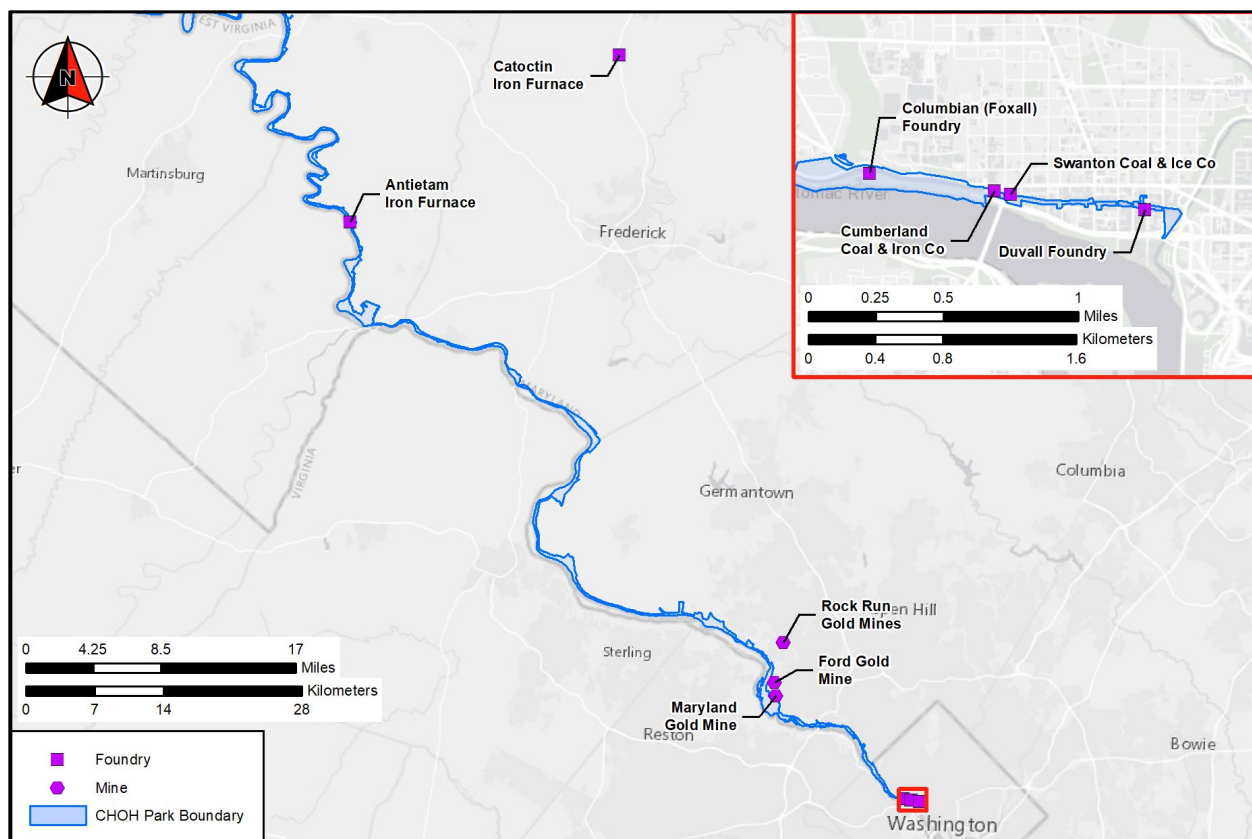 WEST VIRGINIA
N
Catoctin
Iron Furnace
Martinsburg
Antietam
Iron Furnace
Frederick
Columbian (Foxall)
Foundry
Swanton Coal & Ice Co
tomac River
Cumberland
Coal & Iron Co
Duvall Foundry
0 0.25 0.5 1
Miles
Kilometers
0 0.4 0.8 1.6
MARYLAND
VIRGINIA
er
Columbia
Germantown
Rock Run
Gold Mines
pen Hill
Ford Gold
Mine
Sterling
Maryland
Gold Mine
Reston
Bowie
Washington
0 4.25 8.5 17
Miles
Kilometers
0 7 14 28
Foundry
Mine
CHOH Park Boundary